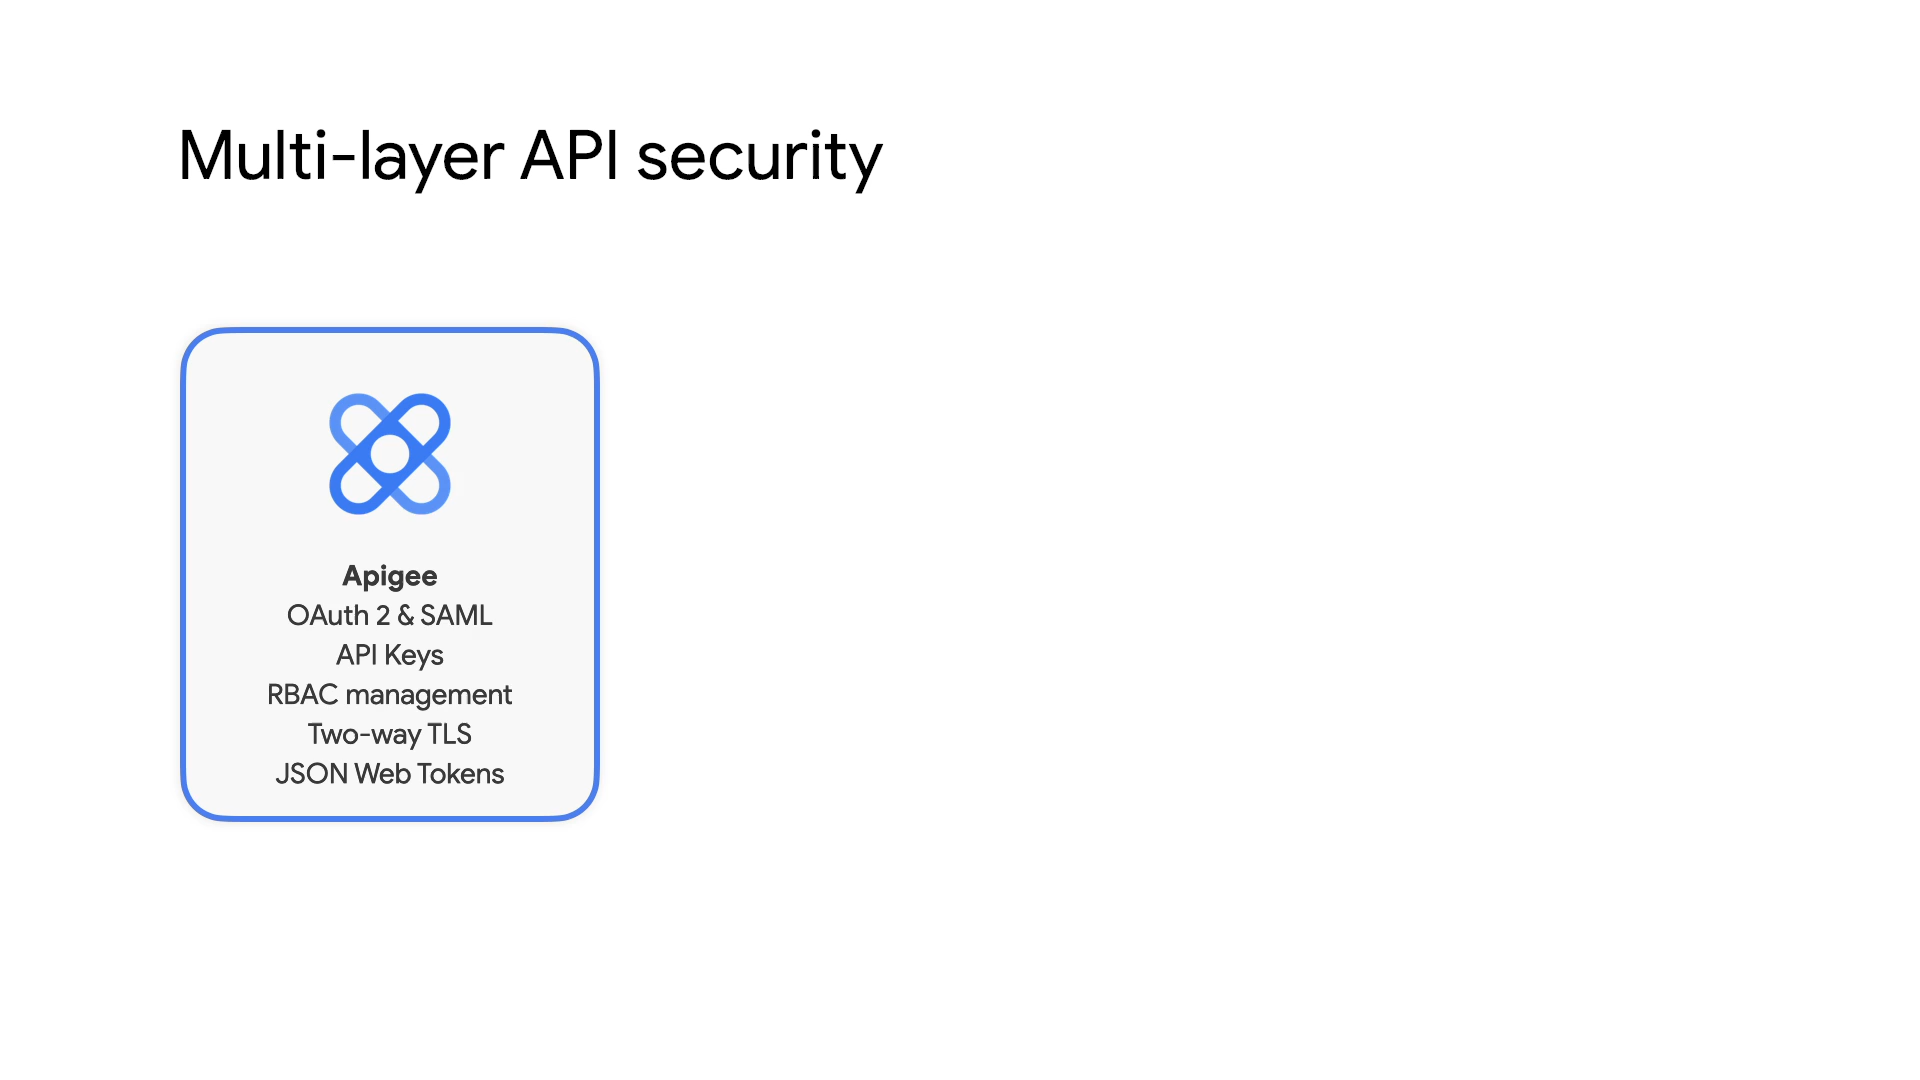 Multi-layer API security
Apigee
OAuth 2 & SAML
API Keys
RBAC management
Two-way TLS
JSON Web Tokens